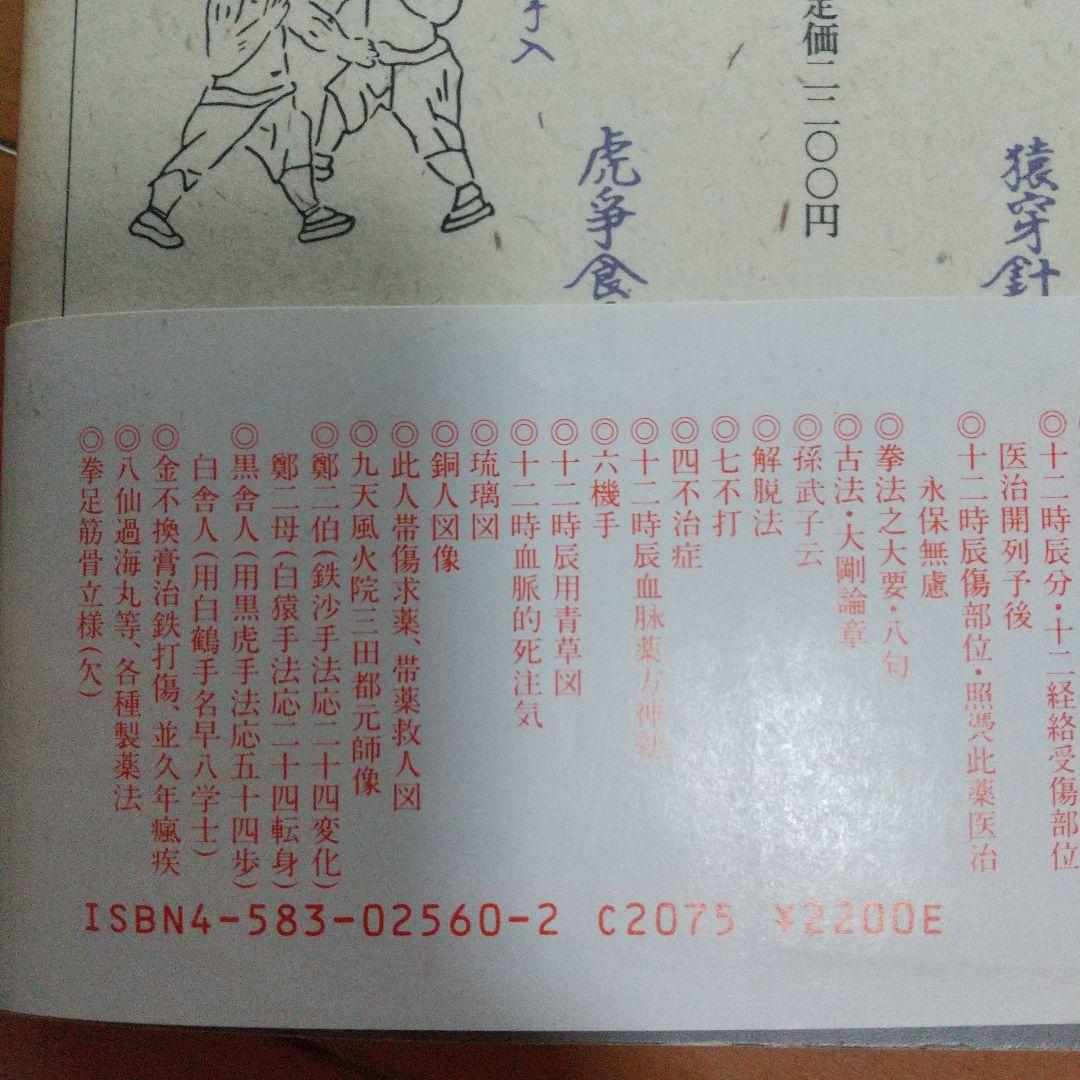 猿穿針
定価二二〇〇円
虎爭食
手入
◎十二時辰分・十二経絡受傷部位
医治開列予後
◎十二時辰傷部位・照憑此薬医治
永保無慮
◎拳法之大要・八句
◎古法・大剛論章
◎孫武子云
◎解脱法
◎七不打
◎四不治症
◎十二時辰血脉薬方神効
◎六機手
◎十二時辰用青草図
◎十二時血脈的死注気
◎琉璃図
◎銅人図像
◎此人帯傷求薬、帯薬救人図
◎九天風火院三田都元師像
◎鄭二伯(鉄沙手法応二十四変化)
鄭二母(白猿手法応二十四転身)
◎黒舎人(用黒虎手法応五十四歩)
白舎人(用白鶴手名早八学士)
◎金不換膏治鉄打傷、並久年瘋疾
◎八仙過海丸等、各種製薬法
◎拳足筋骨立様(欠)
ISBN4-583-02560-2 C2075 ¥2200E